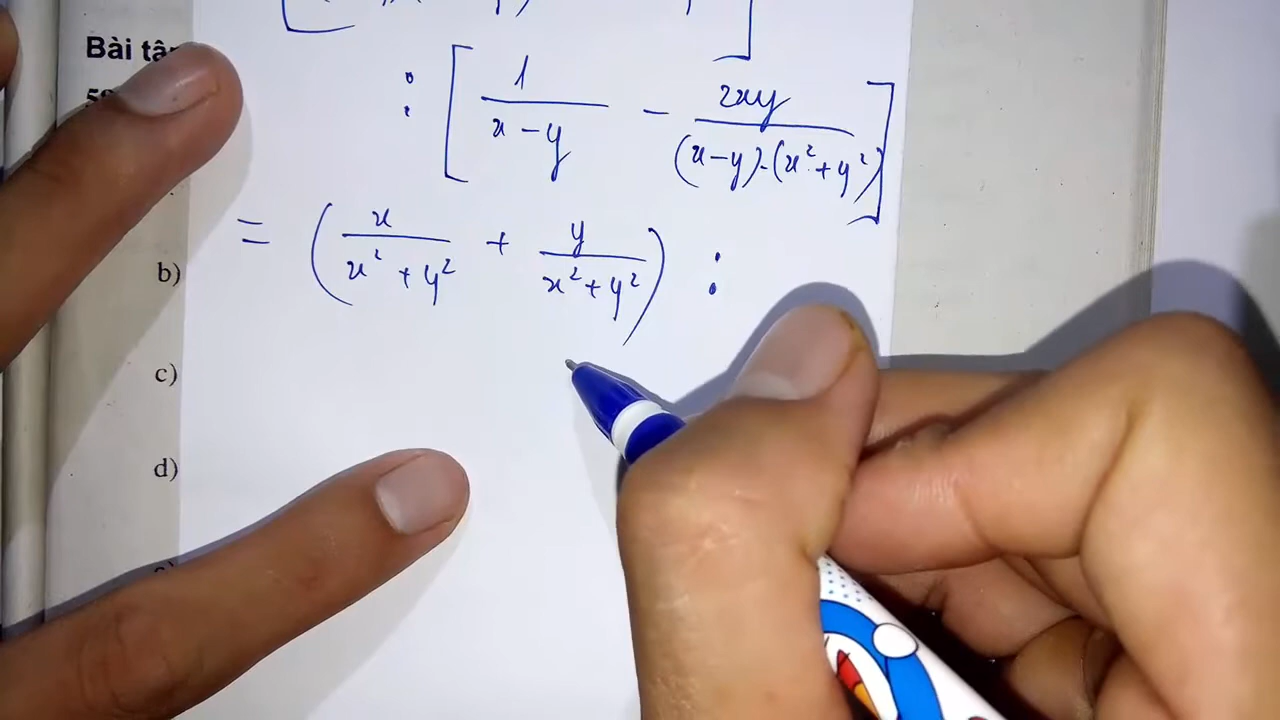 Bài tậ
: [ 1/(x-y) - 2xy/((x-y).(x²+y²)) ]
= ( x/(x²+y²) + y/(x²+y²) ) :
b)
c)
d)